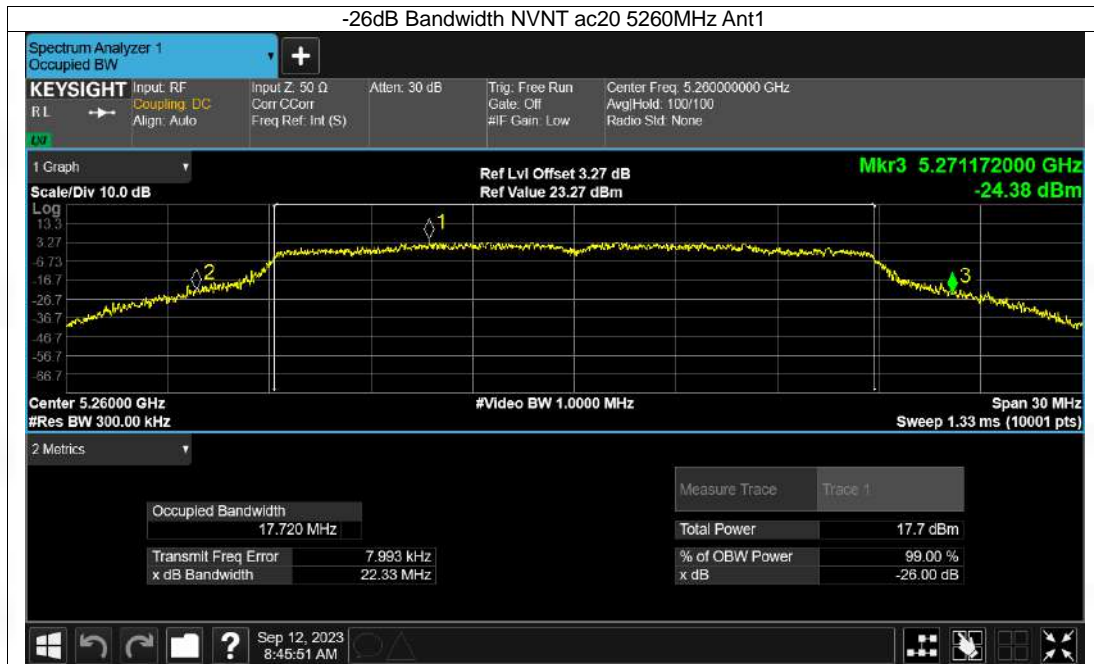 -26dB Bandwidth NVNT ac20 5260MHz Ant1
Spectrum Analyzer 1
Occupied BW
KEYSIGHT
R L
LXI
Input: RF
Coupling: DC
Align: Auto
Input Z: 50 Ω
Corr CCorr
Freq Ref: Int (S)
Atten: 30 dB
Trig: Free Run
Gate: Off
#IF Gain: Low
Center Freq: 5.260000000 GHz
Avg|Hold: 100/100
Radio Std: None
1 Graph
Scale/Div 10.0 dB
Ref Lvl Offset 3.27 dB
Ref Value 23.27 dBm
Mkr3 5.271172000 GHz
-24.38 dBm
Log
13.3
3.27
-6.73
-16.7
-26.7
-36.7
-46.7
-56.7
-66.7
1
2
3
Center 5.26000 GHz
#Res BW 300.00 kHz
#Video BW 1.0000 MHz
Span 30 MHz
Sweep 1.33 ms (10001 pts)
2 Metrics
Measure Trace Trace 1
Occupied Bandwidth
17.720 MHz
Total Power 17.7 dBm
Transmit Freq Error 7.993 kHz
% of OBW Power 99.00 %
x dB Bandwidth 22.33 MHz
x dB -26.00 dB
?
Sep 12, 2023
8:45:51 AM